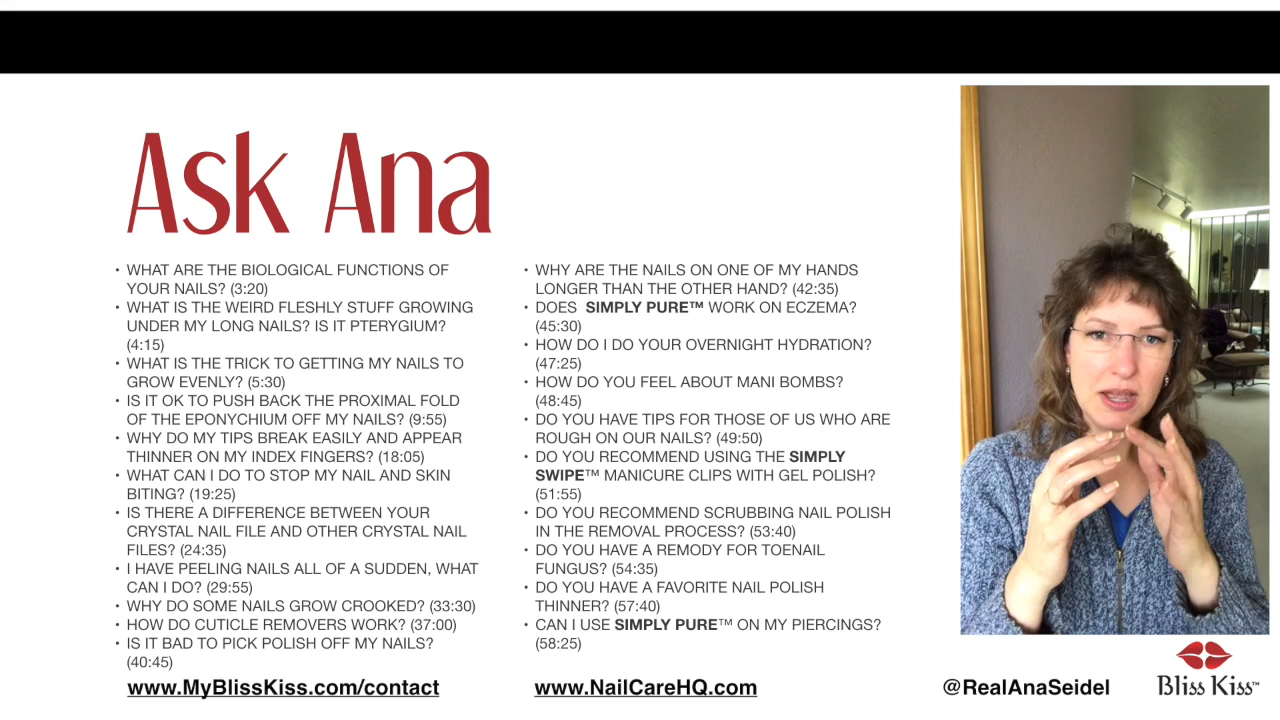 Ask Ana
• WHAT ARE THE BIOLOGICAL FUNCTIONS OF
YOUR NAILS? (3:20)
• WHAT IS THE WEIRD FLESHLY STUFF GROWING
UNDER MY LONG NAILS? IS IT PTERYGIUM?
(4:15)
• WHAT IS THE TRICK TO GETTING MY NAILS TO
GROW EVENLY? (5:30)
• IS IT OK TO PUSH BACK THE PROXIMAL FOLD
OF THE EPONYCHIUM OFF MY NAILS? (9:55)
• WHY DO MY TIPS BREAK EASILY AND APPEAR
THINNER ON MY INDEX FINGERS? (18:05)
• WHAT CAN I DO TO STOP MY NAIL AND SKIN
BITING? (19:25)
• IS THERE A DIFFERENCE BETWEEN YOUR
CRYSTAL NAIL FILE AND OTHER CRYSTAL NAIL
FILES? (24:35)
• I HAVE PEELING NAILS ALL OF A SUDDEN, WHAT
CAN I DO? (29:55)
• WHY DO SOME NAILS GROW CROOKED? (33:30)
• HOW DO CUTICLE REMOVERS WORK? (37:00)
• IS IT BAD TO PICK POLISH OFF MY NAILS?
(40:45)
• WHY ARE THE NAILS ON ONE OF MY HANDS
LONGER THAN THE OTHER HAND? (42:35)
• DOES SIMPLY PURE™ WORK ON ECZEMA?
(45:30)
• HOW DO I DO YOUR OVERNIGHT HYDRATION?
(47:25)
• HOW DO YOU FEEL ABOUT MANI BOMBS?
(48:45)
• DO YOU HAVE TIPS FOR THOSE OF US WHO ARE
ROUGH ON OUR NAILS? (49:50)
• DO YOU RECOMMEND USING THE SIMPLY
SWIPE™ MANICURE CLIPS WITH GEL POLISH?
(51:55)
• DO YOU RECOMMEND SCRUBBING NAIL POLISH
IN THE REMOVAL PROCESS? (53:40)
• DO YOU HAVE A REMODY FOR TOENAIL
FUNGUS? (54:35)
• DO YOU HAVE A FAVORITE NAIL POLISH
THINNER? (57:40)
• CAN I USE SIMPLY PURE™ ON MY PIERCINGS?
(58:25)
www.MyBlissKiss.com/contact
www.NailCareHQ.com
@RealAnaSeidel
Bliss Kiss™